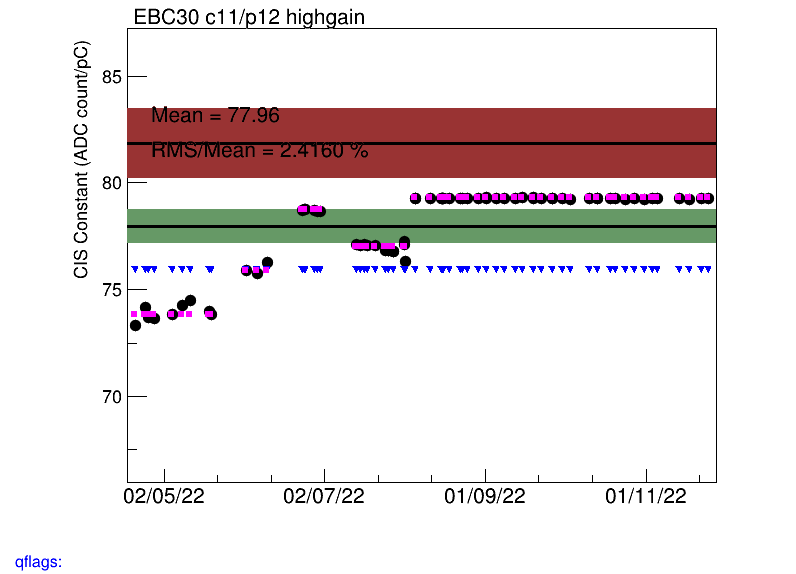 EBC30 c11/p12 highgain
CIS Constant (ADC count/pC)
85
80
75
70
Mean = 77.96
RMS/Mean = 2.4160 %
02/05/22
02/07/22
01/09/22
01/11/22
qflags: